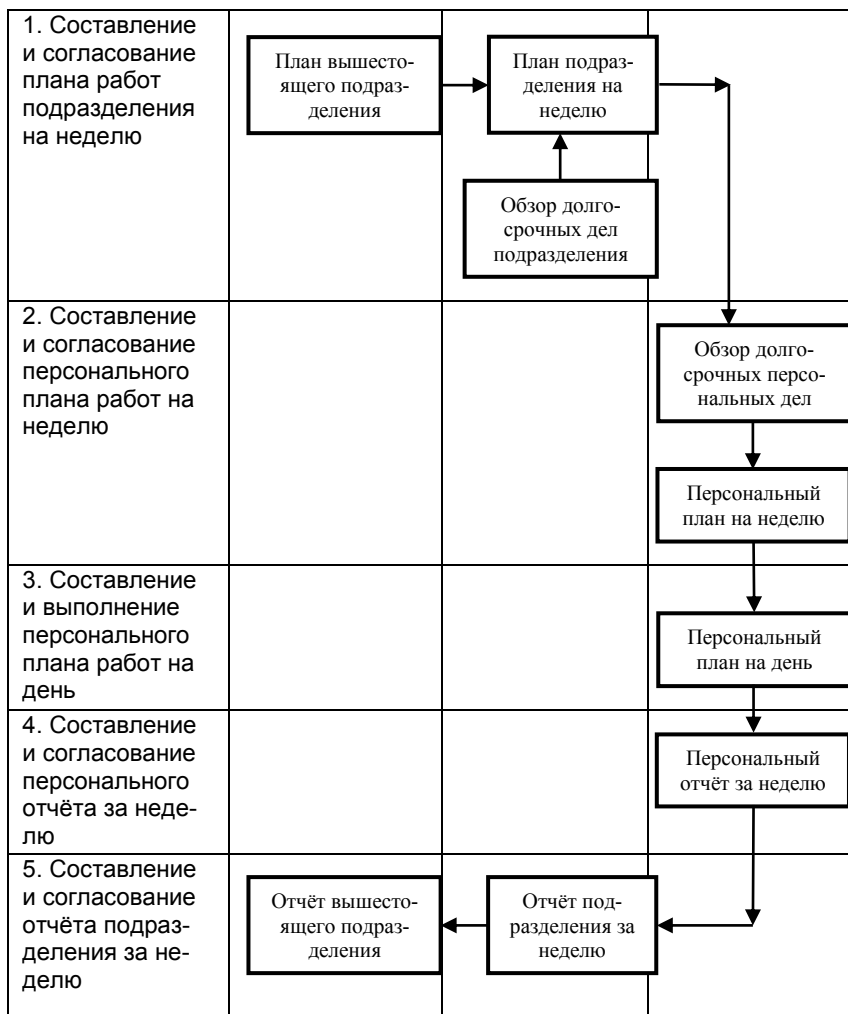 1. Составление
и согласование
плана работ
подразделения
на неделю
План вышесто-
ящего подраз-
деления
План подраз-
деления на
неделю
Обзор долго-
срочных дел
подразделения
2. Составление
и согласование
персонального
плана работ на
неделю
Обзор долго-
срочных персо-
нальных дел
Персональный
план на неделю
3. Составление
и выполнение
персонального
плана работ на
день
Персональный
план на день
4. Составление
и согласование
персонального
отчёта за неде-
лю
Персональный
отчёт за неделю
5. Составление
и согласование
отчёта подраз-
деления за не-
делю
Отчёт вышесто-
ящего подраз-
деления
Отчёт под-
разделения за
неделю